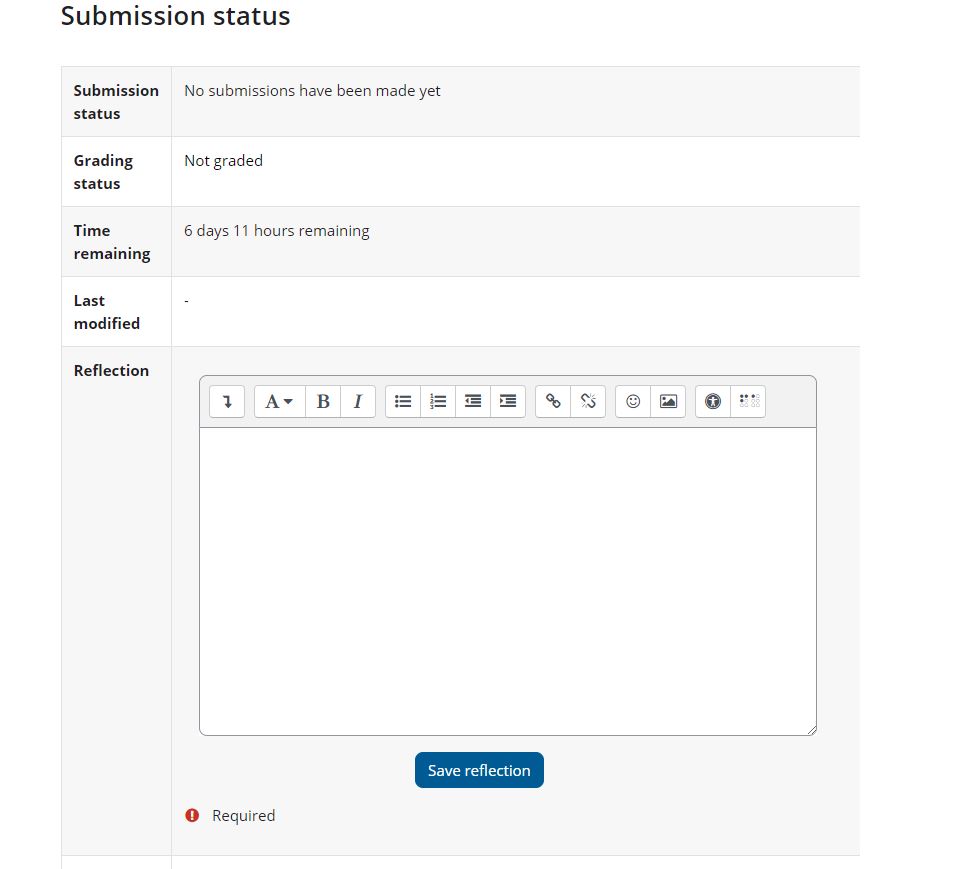 Submission status
Submission
status
No submissions have been made yet
Grading
status
Not graded
Time
remaining
6 days 11 hours remaining
Last
modified
-
Reflection
A B I
Save reflection
Required